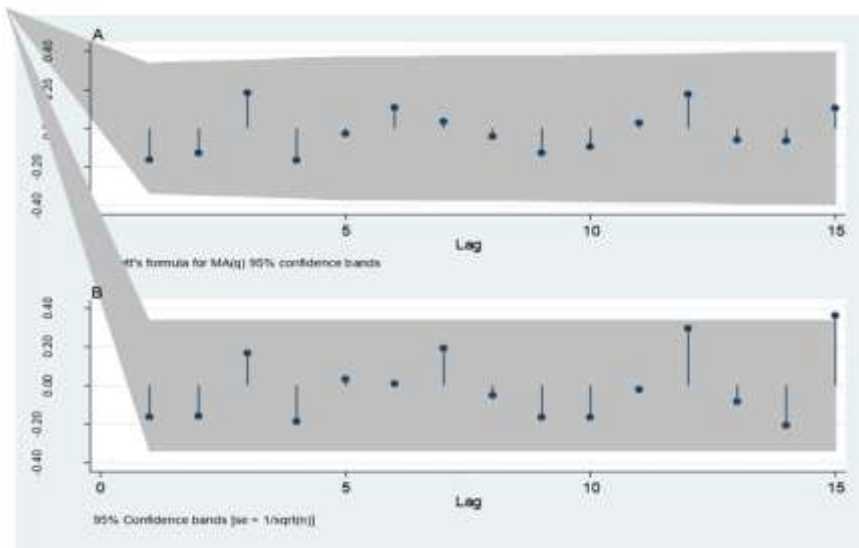 A
0.40
0.20
-0.20
-0.40
5
10
15
Lag
ett's formula for MA(q) 95% confidence bands
B
0.40
0.20
0.00
-0.20
-0.40
0
5
10
15
Lag
95% Confidence bands [se = 1/sqrt(n)]